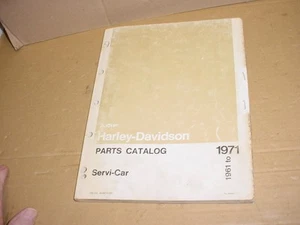 Harley-Davidson
PARTS CATALOG
1971
1961 to
Servi-Car